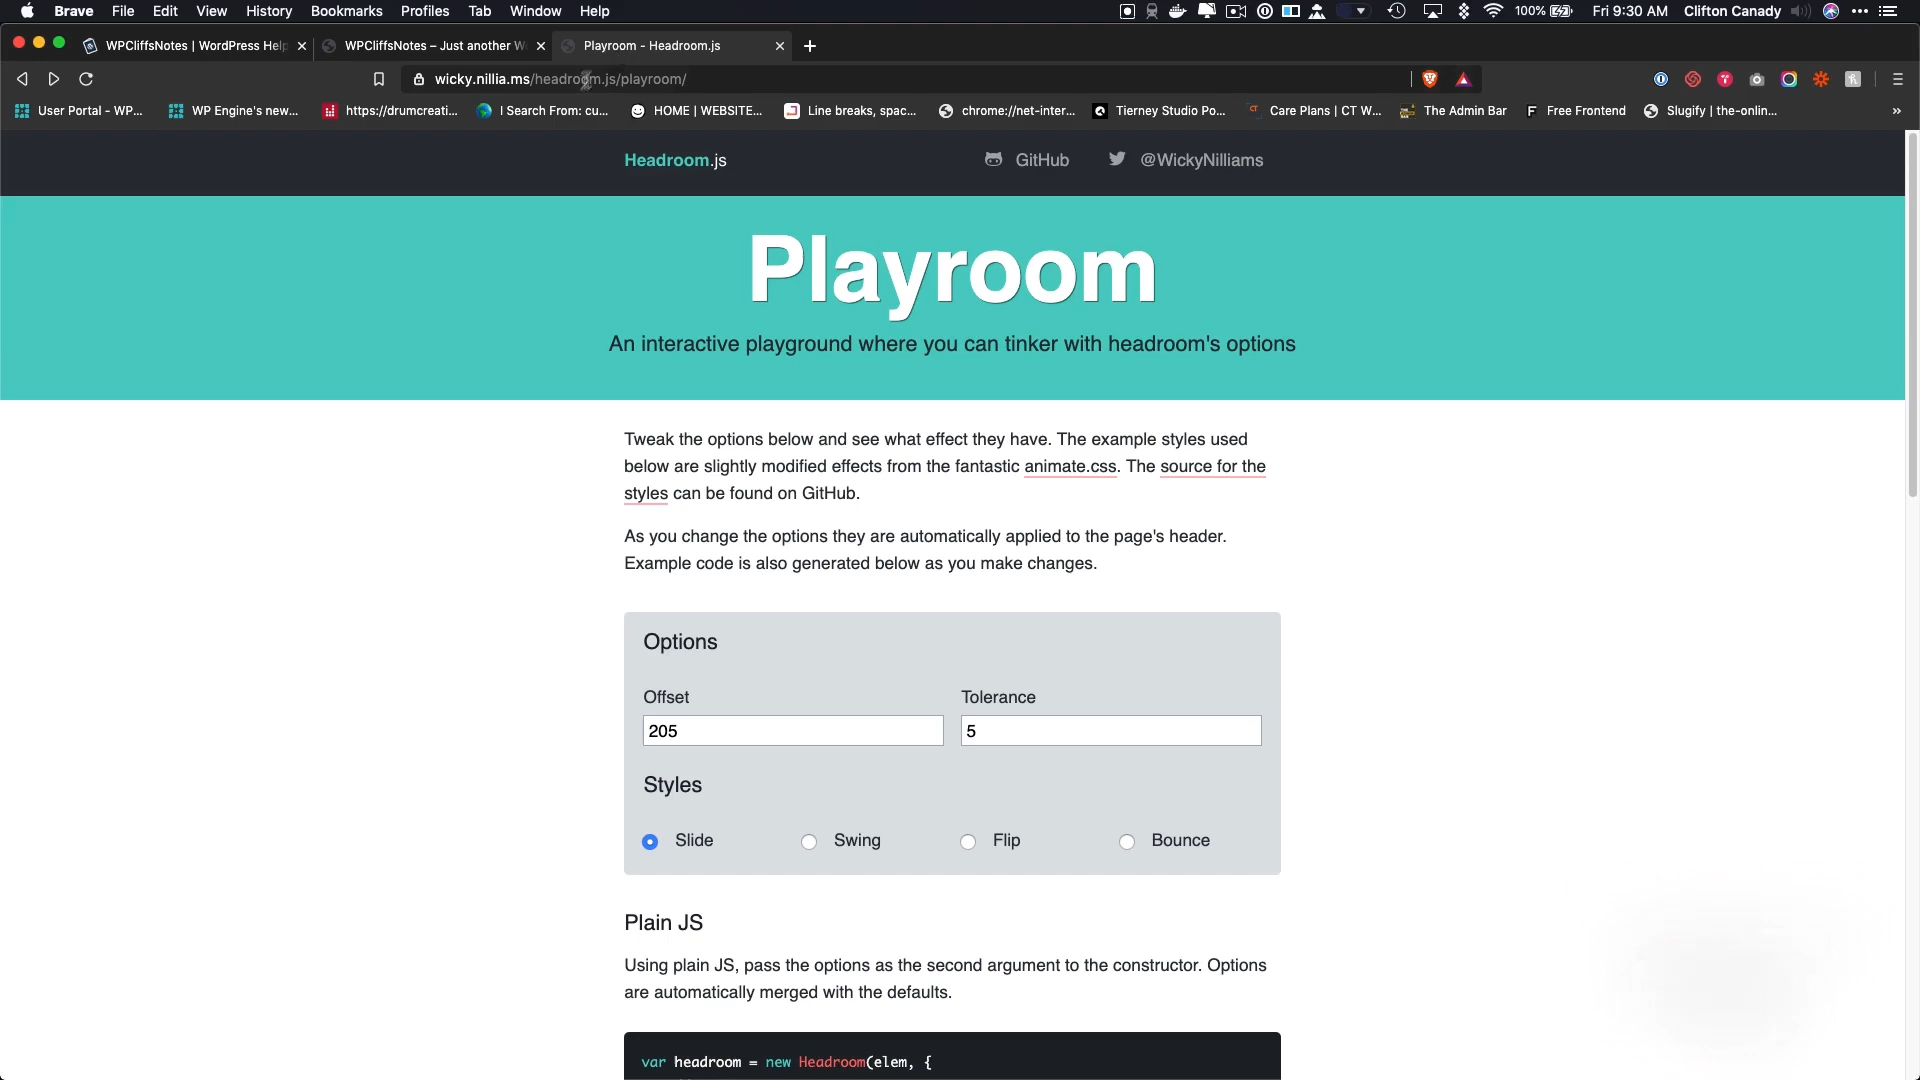 Brave File Edit View History Bookmarks Profiles Tab Window Help 100% Fri 9:30 AM Clifton Canady
WPCliffsNotes | WordPress Help WPCliffsNotes – Just another W Playroom - Headroom.js
wicky.nillia.ms/headroom.js/playroom/
User Portal - WP... WP Engine's new... https://drumcreati... I Search From: cu... HOME | WEBSITE... Line breaks, spac... chrome://net-inter... Tierney Studio Po... Care Plans | CT W... The Admin Bar Free Frontend Slugify | the-onlin...
Headroom.js GitHub @WickyNilliams
Playroom
An interactive playground where you can tinker with headroom's options
Tweak the options below and see what effect they have. The example styles used
below are slightly modified effects from the fantastic animate.css. The source for the
styles can be found on GitHub.
As you change the options they are automatically applied to the page's header.
Example code is also generated below as you make changes.
Options
Offset Tolerance
205 5
Styles
Slide Swing Flip Bounce
Plain JS
Using plain JS, pass the options as the second argument to the constructor. Options
are automatically merged with the defaults.
var headroom = new Headroom(elem, {